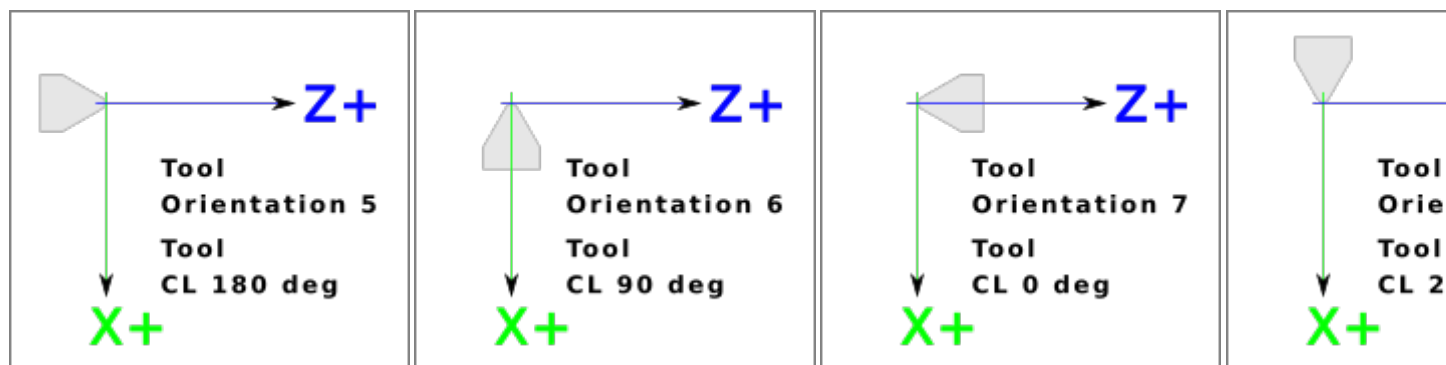 Z+
Tool
Orientation 5
Tool
CL 180 deg
X+
Z+
Tool
Orientation 6
Tool
CL 90 deg
X+
Z+
Tool
Orientation 7
Tool
CL 0 deg
X+
Tool
Tool
CL
X+